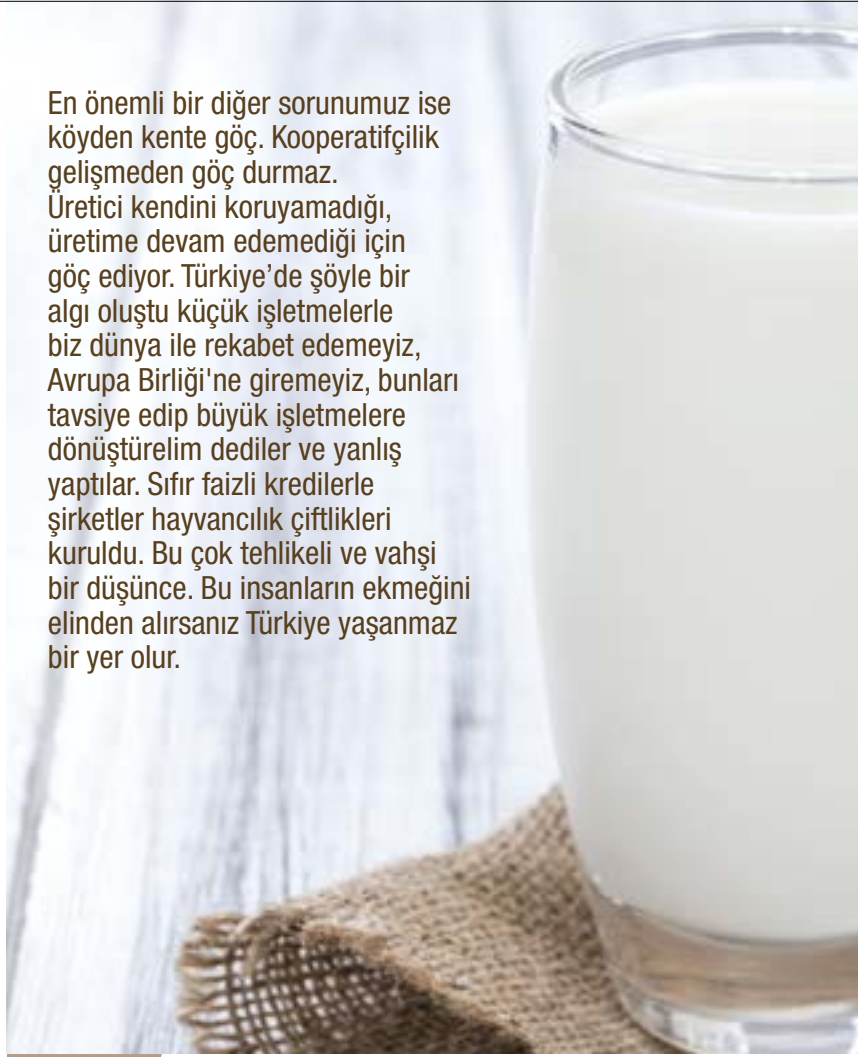 En önemli bir diğer sorunumuz ise
köyden kente göç. Kooperatifçilik
gelişmeden göç durmaz.
Üretici kendini koruyamadığı,
üretime devam edemediği için
göç ediyor. Türkiye’de şöyle bir
algı oluştu küçük işletmelerle
biz dünya ile rekabet edemeyiz,
Avrupa Birliği'ne giremeyiz, bunları
tavsiye edip büyük işletmelere
dönüştürelim dediler ve yanlış
yaptılar. Sıfır faizli kredilerle
şirketler hayvancılık çiftlikleri
kuruldu. Bu çok tehlikeli ve vahşi
bir düşünce. Bu insanların ekmeğini
elinden alırsanız Türkiye yaşanmaz
bir yer olur.